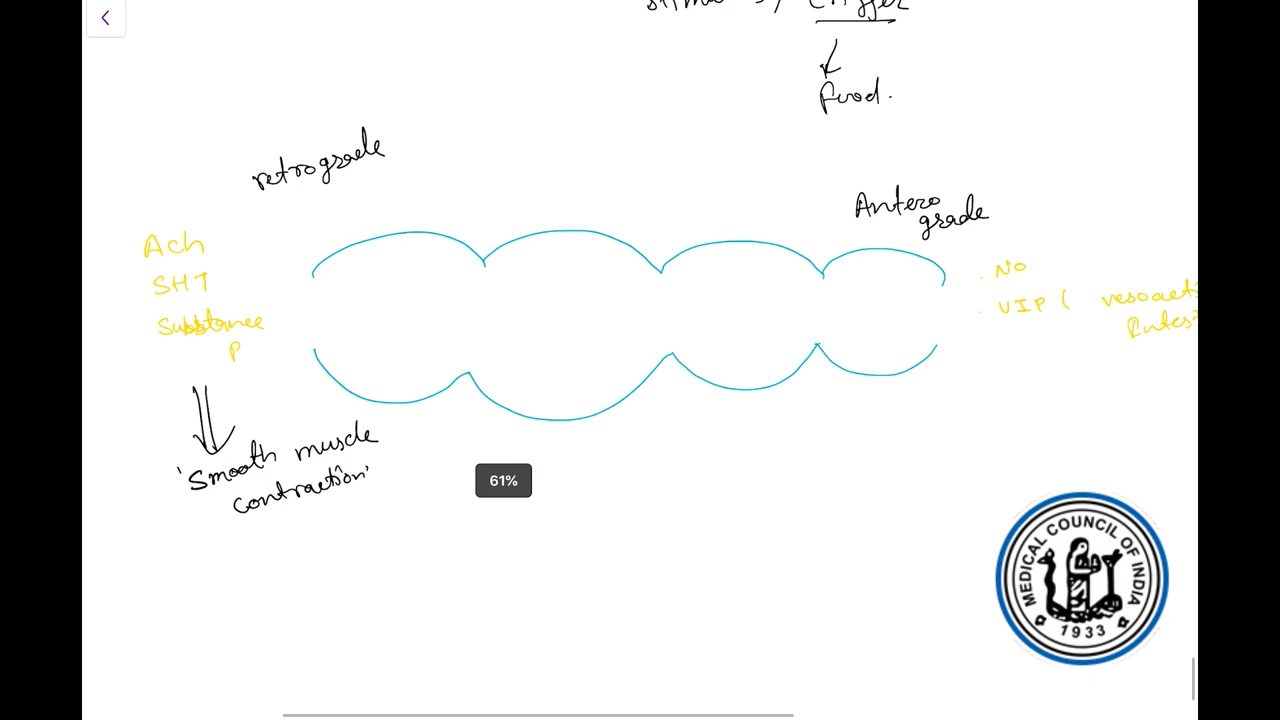 food.
retrograde
Antero
grade
Ach
5HT
Substance
P
. NO
. VIP (
'Smooth muscle
contraction'
61%
MEDICAL COUNCIL OF INDIA
1933